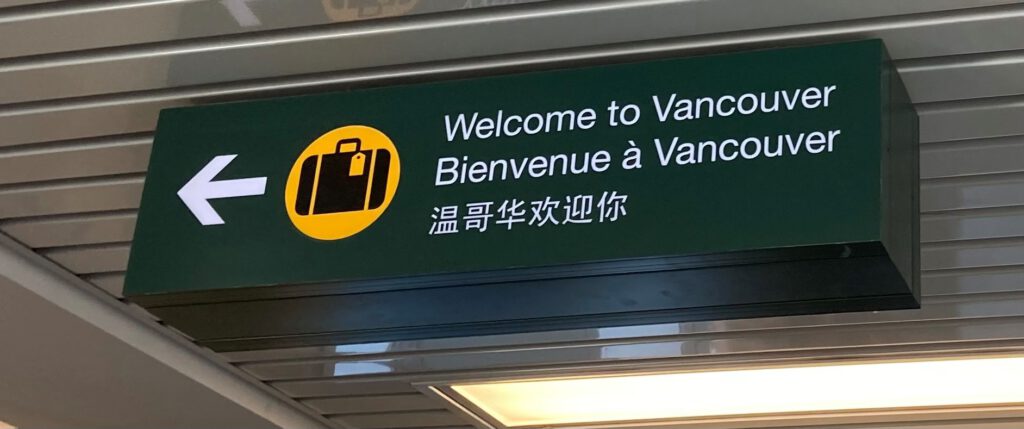 Welcome to Vancouver
Bienvenue à Vancouver
温哥华欢迎你